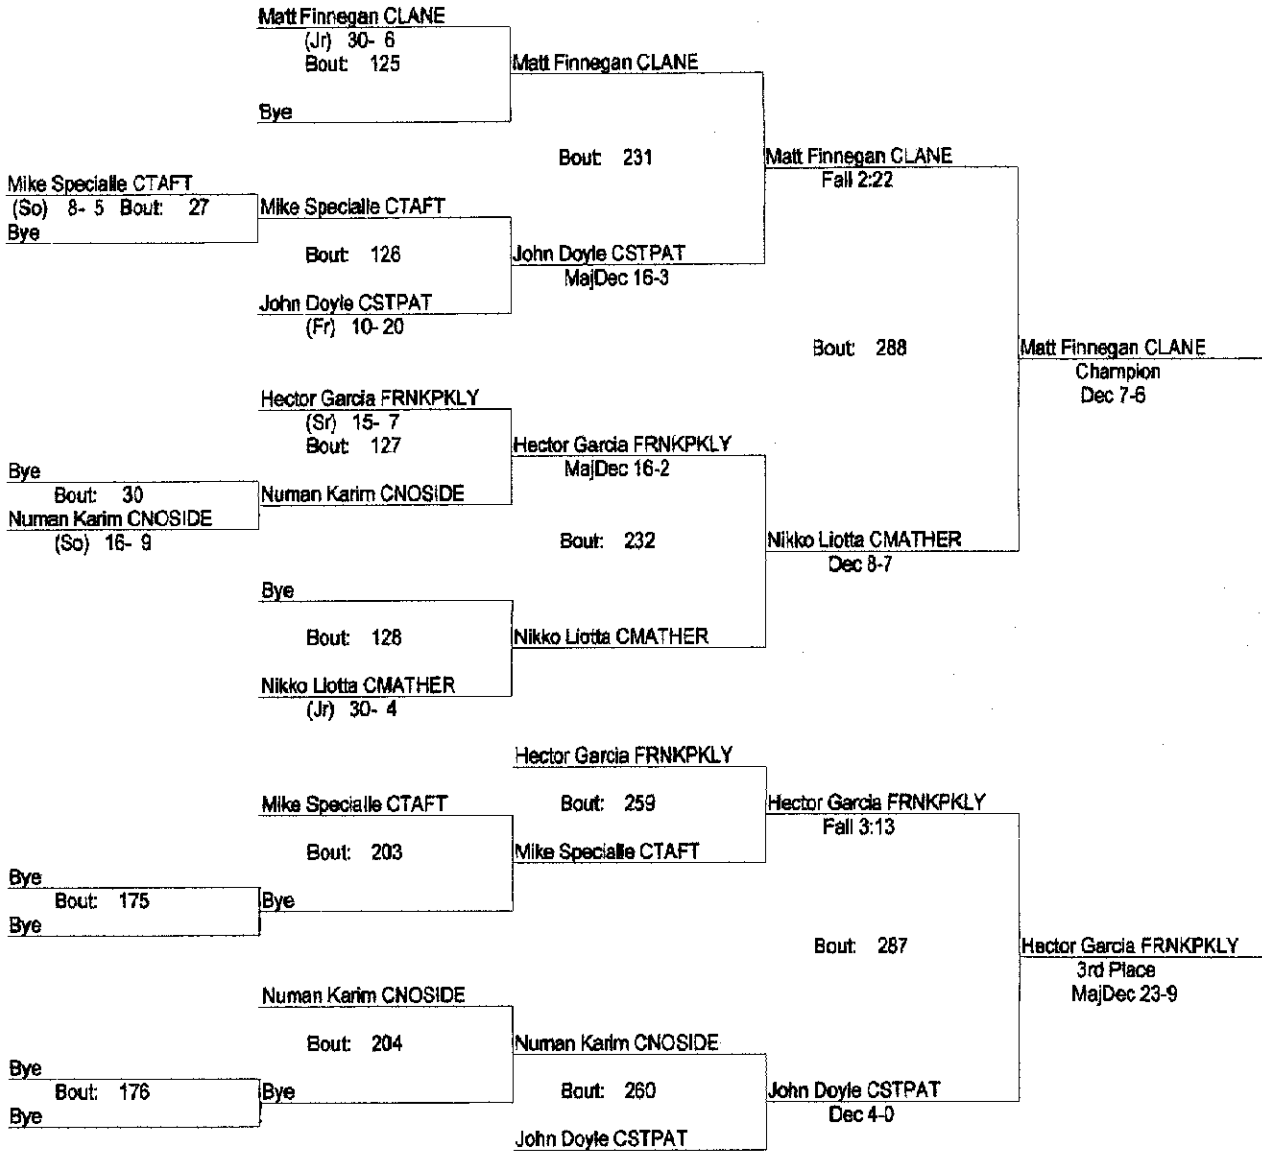 Matt Finnegan CLANE
(Jr) 30- 6
Bout: 125
Matt Finnegan CLANE
Bye
Bout: 231
Matt Finnegan CLANE
Fall 2:22
Mike Specialle CTAFT
(So) 8- 5 Bout: 27
Mike Specialle CTAFT
Bye
Bout: 126
John Doyle CSTPAT
MajDec 16-3
John Doyle CSTPAT
(Fr) 10- 20
Bout: 288
Matt Finnegan CLANE
Champion
Dec 7-6
Hector Garcia FRNKPKLY
(Sr) 15- 7
Bout: 127
Hector Garcia FRNKPKLY
MajDec 16-2
Bye
Bout: 30
Numan Karim CNOSIDE
Numan Karim CNOSIDE
(So) 16- 9
Bout: 232
Nikko Liotta CMATHER
Dec 8-7
Bye
Bout: 128
Nikko Liotta CMATHER
Nikko Liotta CMATHER
(Jr) 30- 4
Hector Garcia FRNKPKLY
Mike Specialle CTAFT
Bout: 259
Hector Garcia FRNKPKLY
Fall 3:13
Bout: 203
Mike Specialle CTAFT
Bye
Bout: 175
Bye
Bye
Bout: 287
Hector Garcia FRNKPKLY
3rd Place
MajDec 23-9
Numan Karim CNOSIDE
Bout: 204
Numan Karim CNOSIDE
Bye
Bout: 176
Bye
Bye
Bout: 260
John Doyle CSTPAT
Dec 4-0
John Doyle CSTPAT